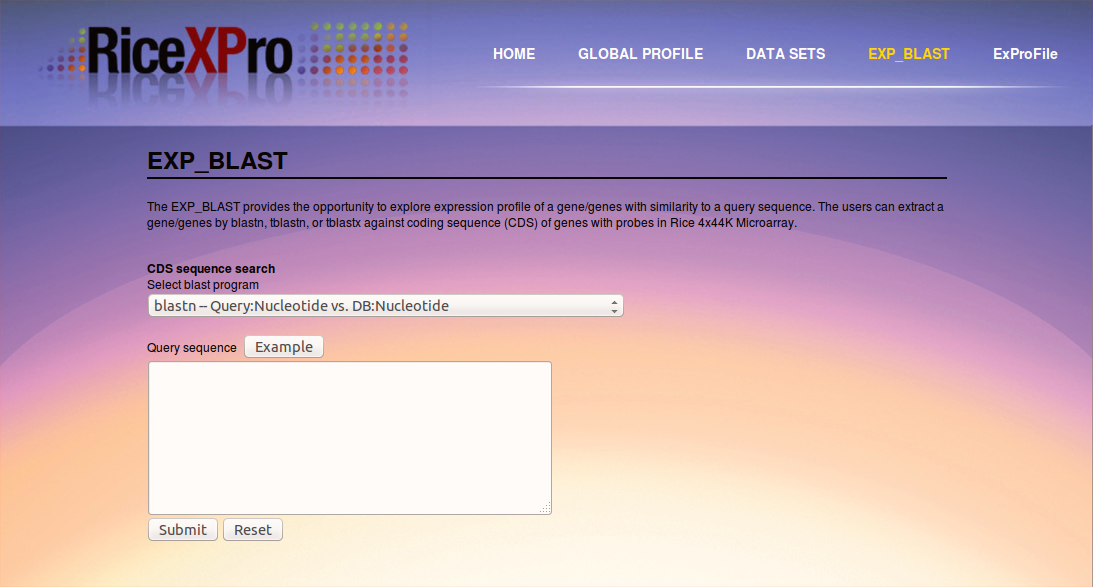 RiceXPro
HOME GLOBAL PROFILE DATA SETS EXP_BLAST ExProFile
EXP_BLAST
The EXP_BLAST provides the opportunity to explore expression profile of a gene/genes with similarity to a query sequence. The users can extract a
gene/genes by blastn, tblastn, or tblastx against coding sequence (CDS) of genes with probes in Rice 4x44K Microarray.
CDS sequence search
Select blast program
blastn -- Query:Nucleotide vs. DB:Nucleotide
Query sequence Example
Submit Reset